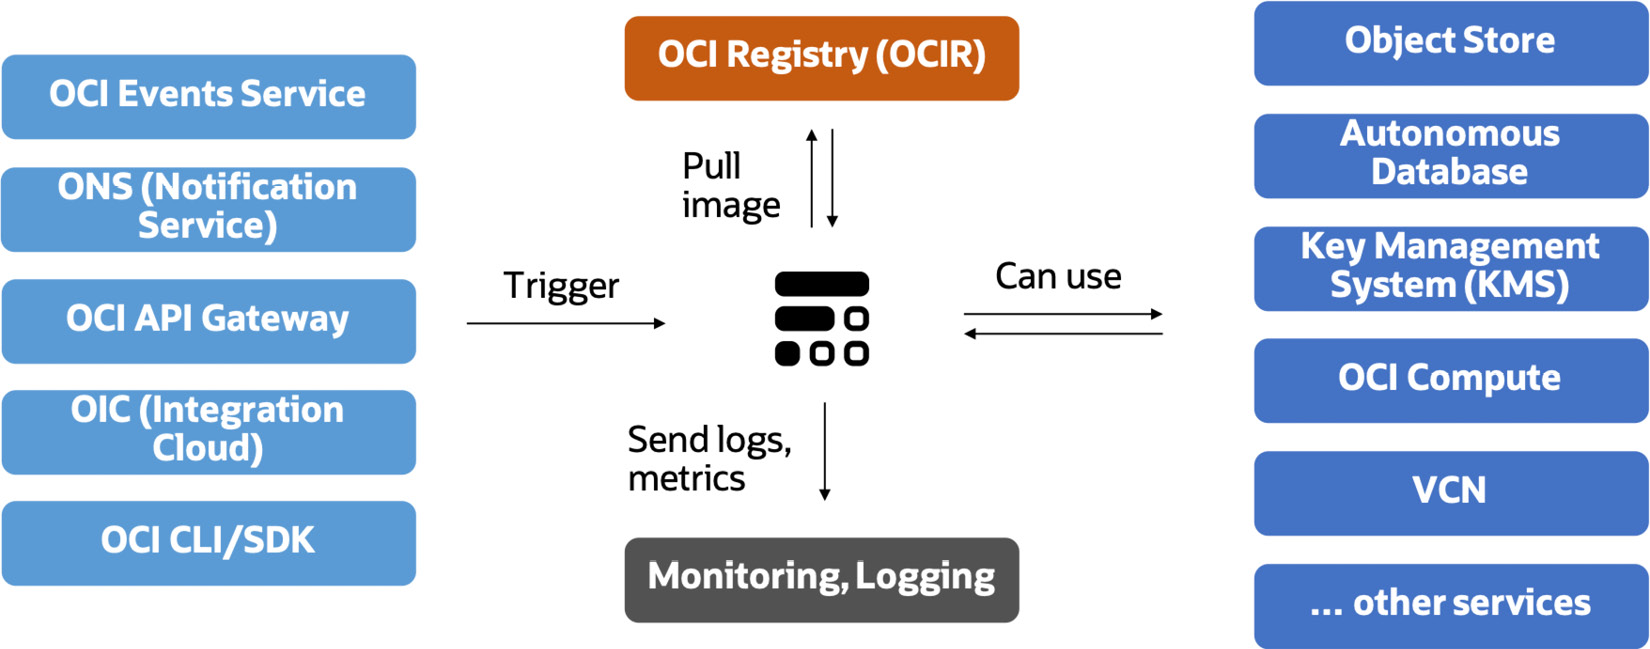 OCI Events Service
ONS (Notification
Service)
OCI API Gateway
OIC (Integration
Cloud)
OCI CLI/SDK
Trigger
OCI Registry (OCIR)
Pull
image
Send logs,
metrics
Monitoring, Logging
Can use
Object Store
Autonomous
Database
Key Management
System (KMS)
OCI Compute
VCN
... other services